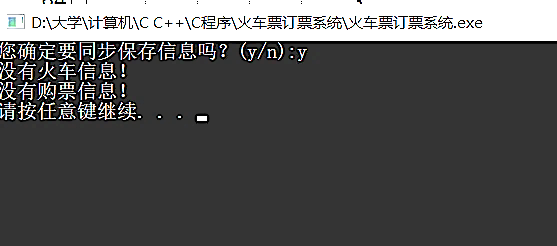 D:\大学\计算机\C C++\C程序\火车票订票系统\火车票订票系统.exe
您确定要同步保存信息吗？(y/n):y
没有火车信息！
没有购票信息！
请按任意键继续. . .